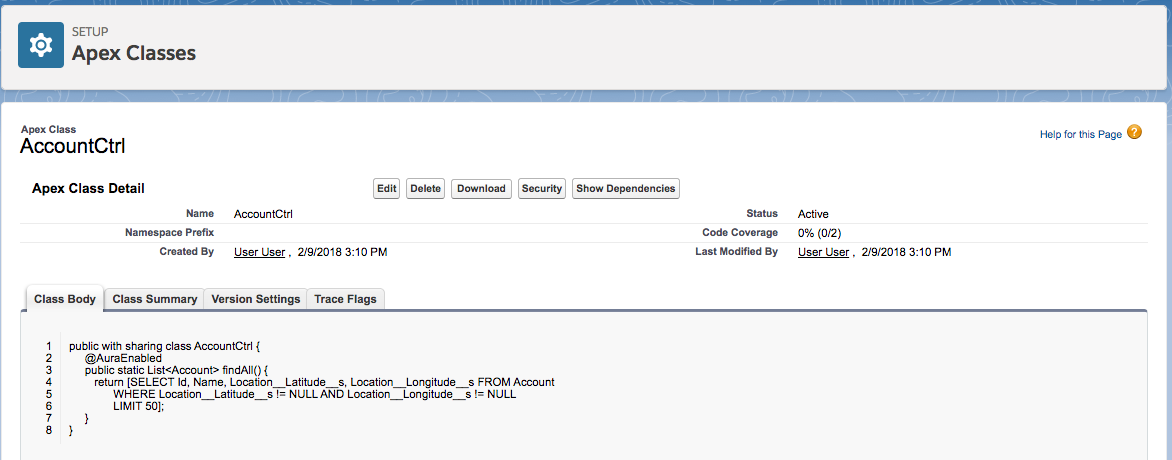 SETUP
Apex Classes
Apex Class
AccountCtrl
Help for this Page ?
Apex Class Detail
Edit Delete Download Security Show Dependencies
Name AccountCtrl Status Active
Namespace Prefix Code Coverage 0% (0/2)
Created By User User , 2/9/2018 3:10 PM Last Modified By User User , 2/9/2018 3:10 PM
Class Body Class Summary Version Settings Trace Flags
1 public with sharing class AccountCtrl {
2 @AuraEnabled
3 public static List<Account> findAll() {
4 return [SELECT Id, Name, Location__Latitude__s, Location__Longitude__s FROM Account
5 WHERE Location__Latitude__s != NULL AND Location__Longitude__s != NULL
6 LIMIT 50];
7 }
8 }